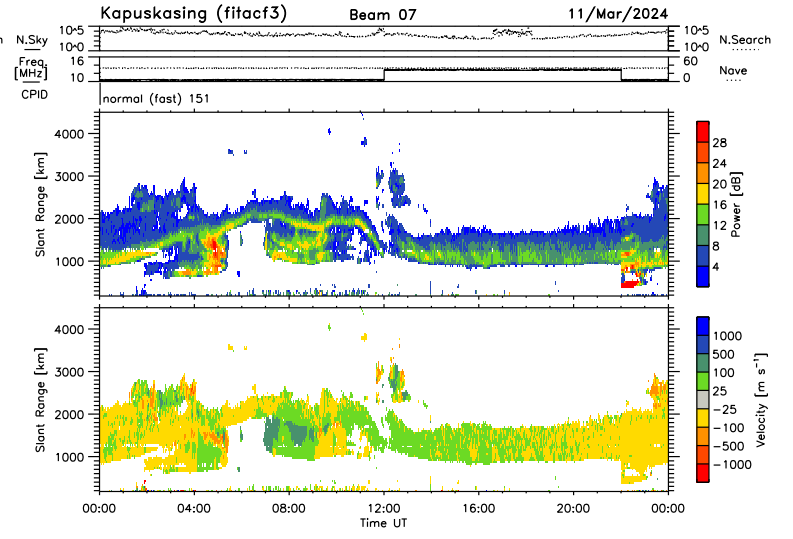 Kapuskasing (fitacf3) Beam 07 11/Mar/2024
N.Sky 10^5 10^0 10^5 10^0 N.Search
Freq. [MHz] 16 10 60 0 Nave
CPID normal (fast) 151
Slant Range [km] 4000 3000 2000 1000
28 24 20 16 12 8 4 Power [dB]
Slant Range [km] 4000 3000 2000 1000
1000 500 100 25 -25 -100 -500 -1000 Velocity [m s⁻¹]
00:00 04:00 08:00 12:00 16:00 20:00 00:00
Time UT